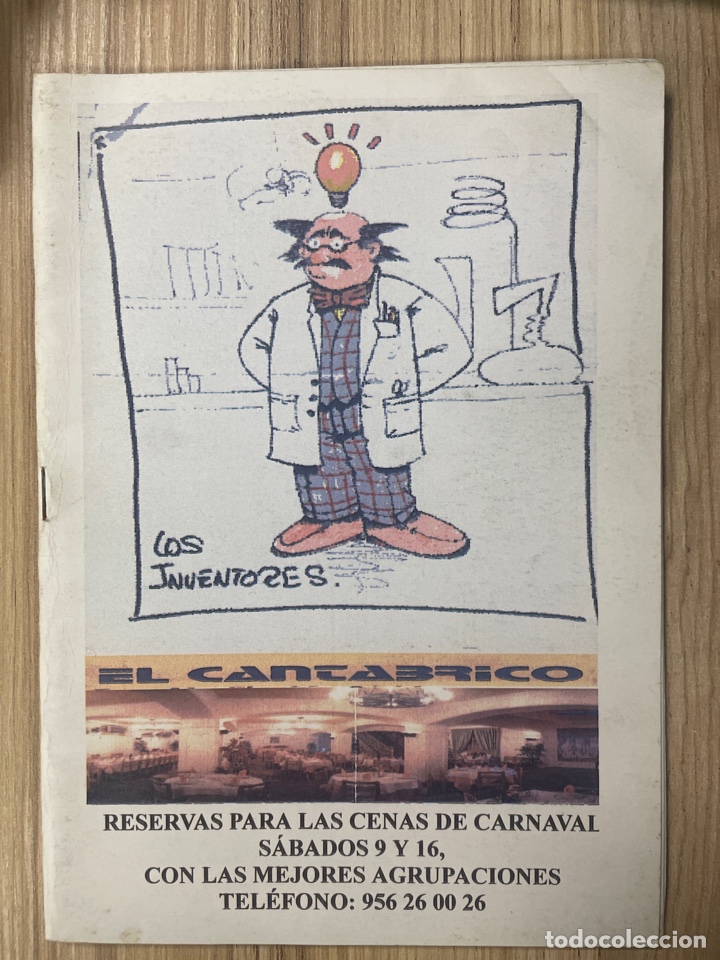 LOS
INVENTORES.
EL CANTABRICO
RESERVAS PARA LAS CENAS DE CARNAVAL
SÁBADOS 9 Y 16,
CON LAS MEJORES AGRUPACIONES
TELÉFONO: 956 26 00 26
todocoleccion